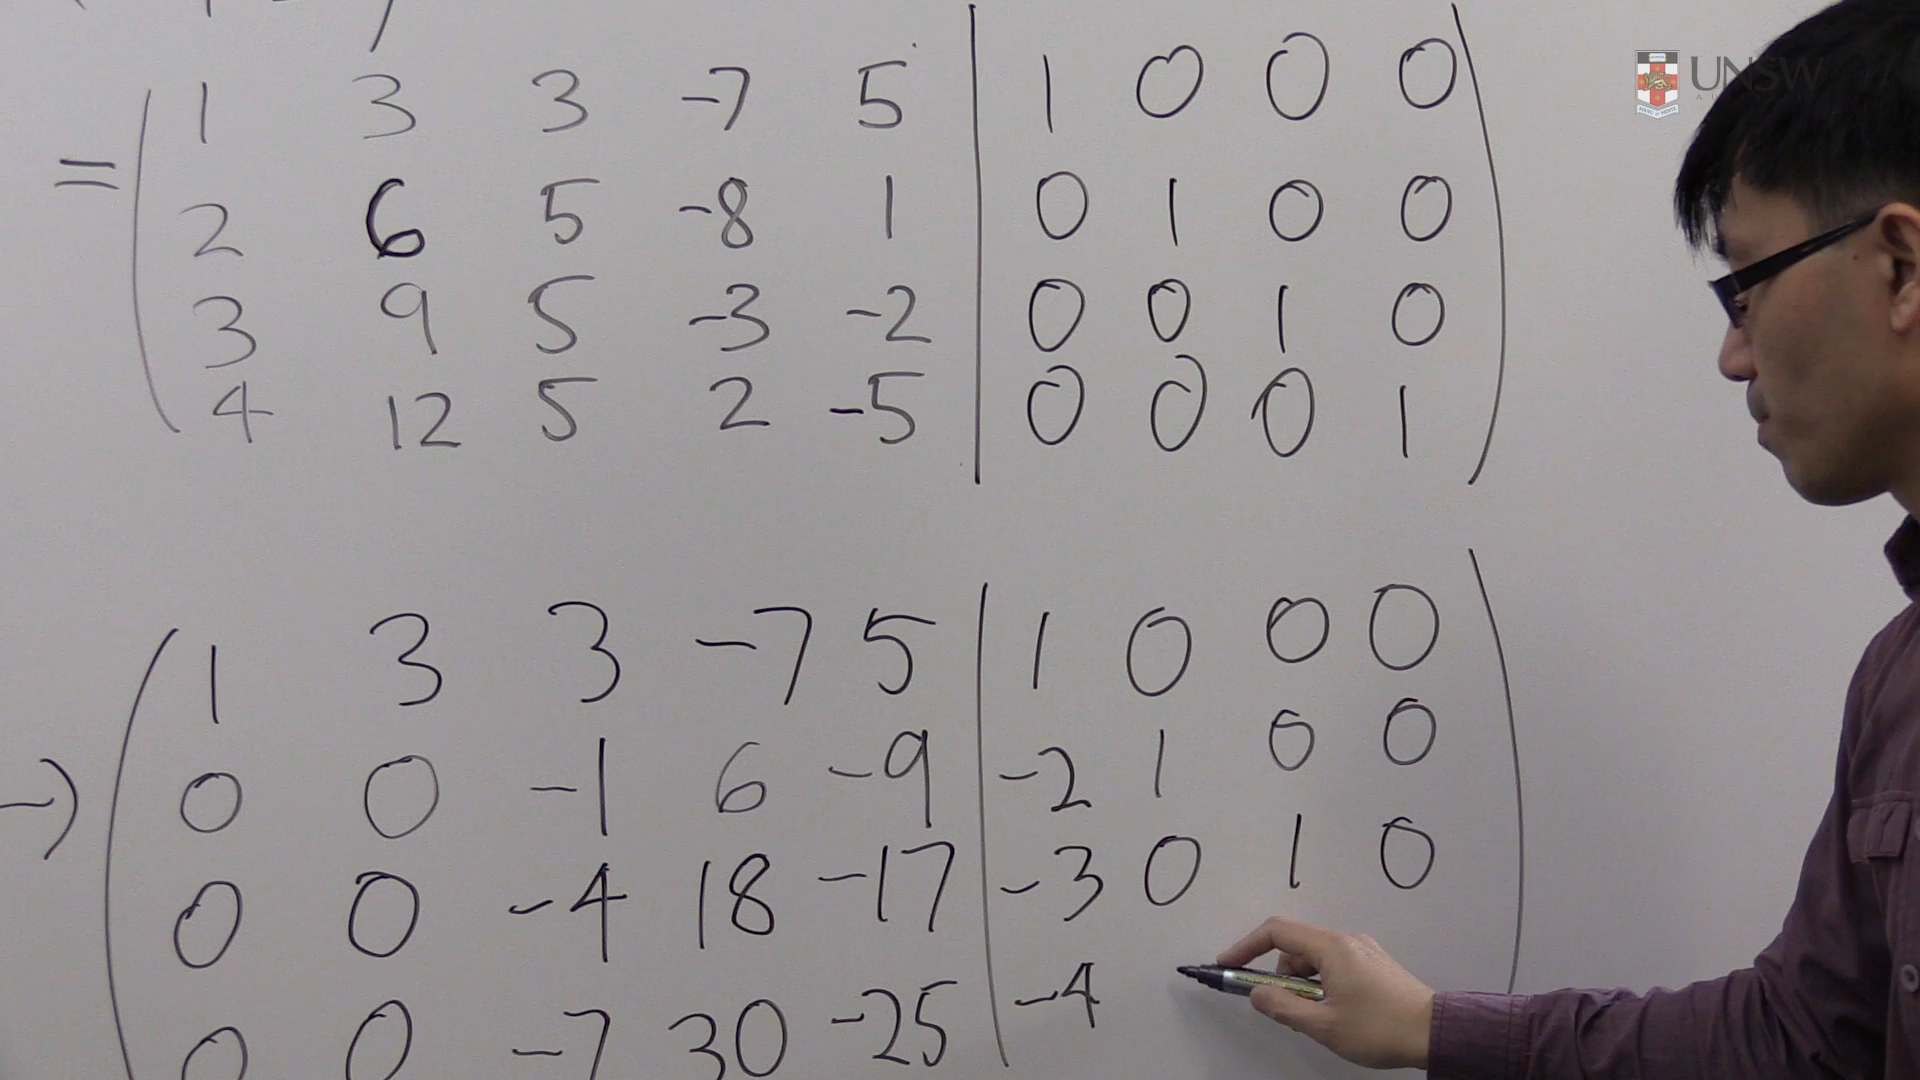 UNSW
= ( 1 3 3 -7 5 | 1 0 0 0 )
2 6 5 -8 1 | 0 1 0 0
3 9 5 -3 -2 | 0 0 1 0
4 12 5 2 -5 | 0 0 0 1
( 1 3 3 -7 5 | 1 0 0 0 )
→ 0 0 -1 6 -9 | -2 1 0 0
0 0 -4 18 -17 | -3 0 1 0
0 0 -7 30 -25 | -4